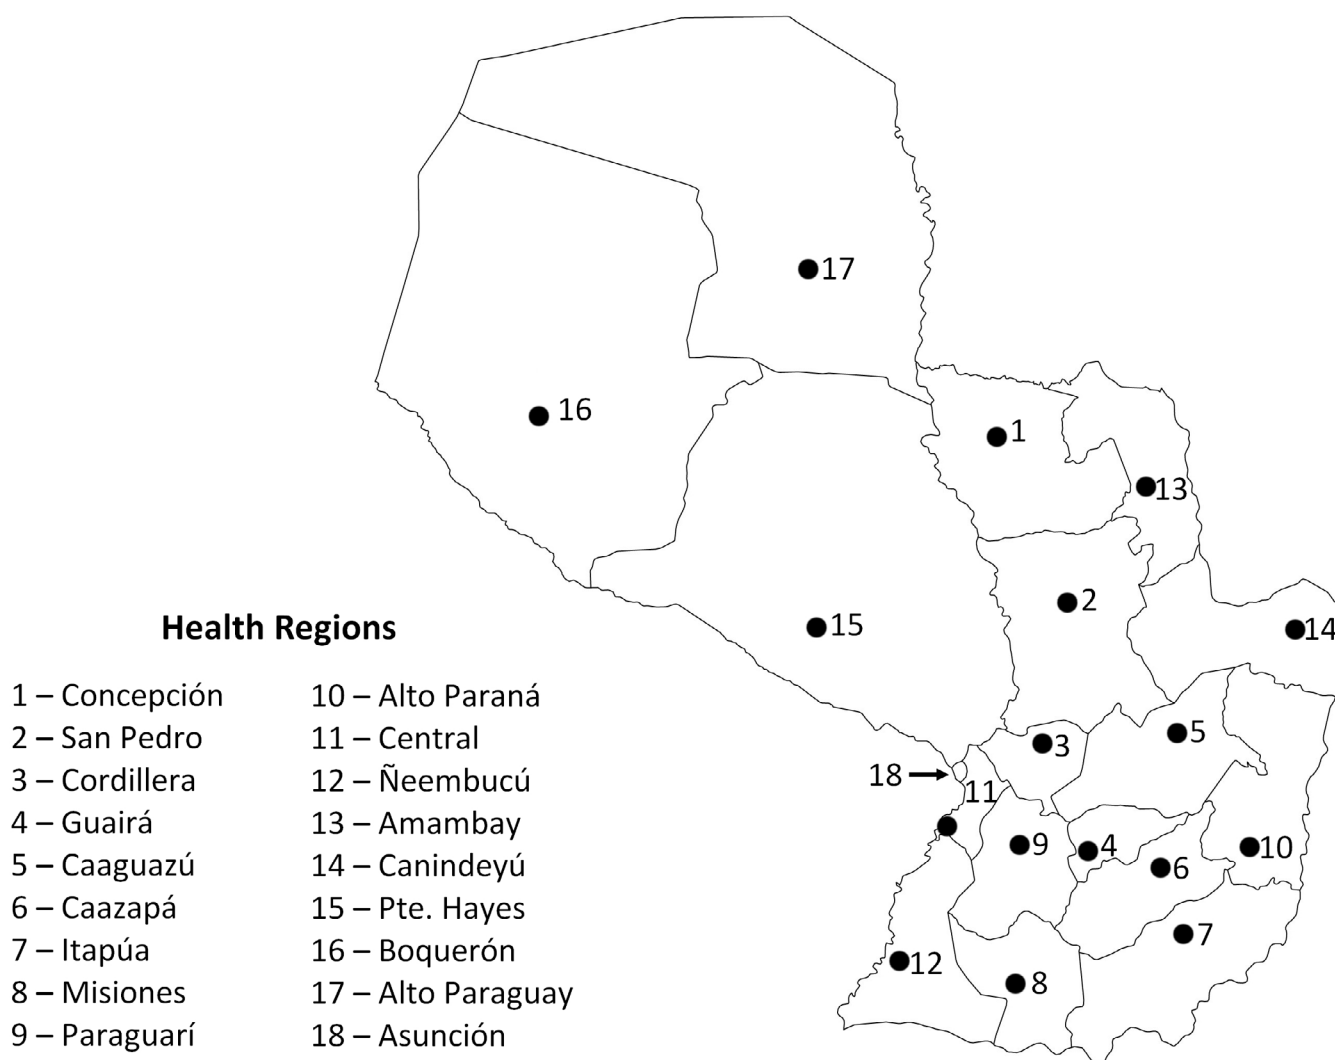 17
16
1
13
2
15
14
Health Regions
1 – Concepción
2 – San Pedro
3 – Cordillera
4 – Guairá
5 – Caaguazú
6 – Caazapá
7 – Itapúa
8 – Misiones
9 – Paraguarí
10 – Alto Paraná
11 – Central
12 – Ñeembucú
13 – Amambay
14 – Canindeyú
15 – Pte. Hayes
16 – Boquerón
17 – Alto Paraguay
18 – Asunción
5
3
18
11
9
4
10
6
7
12
8